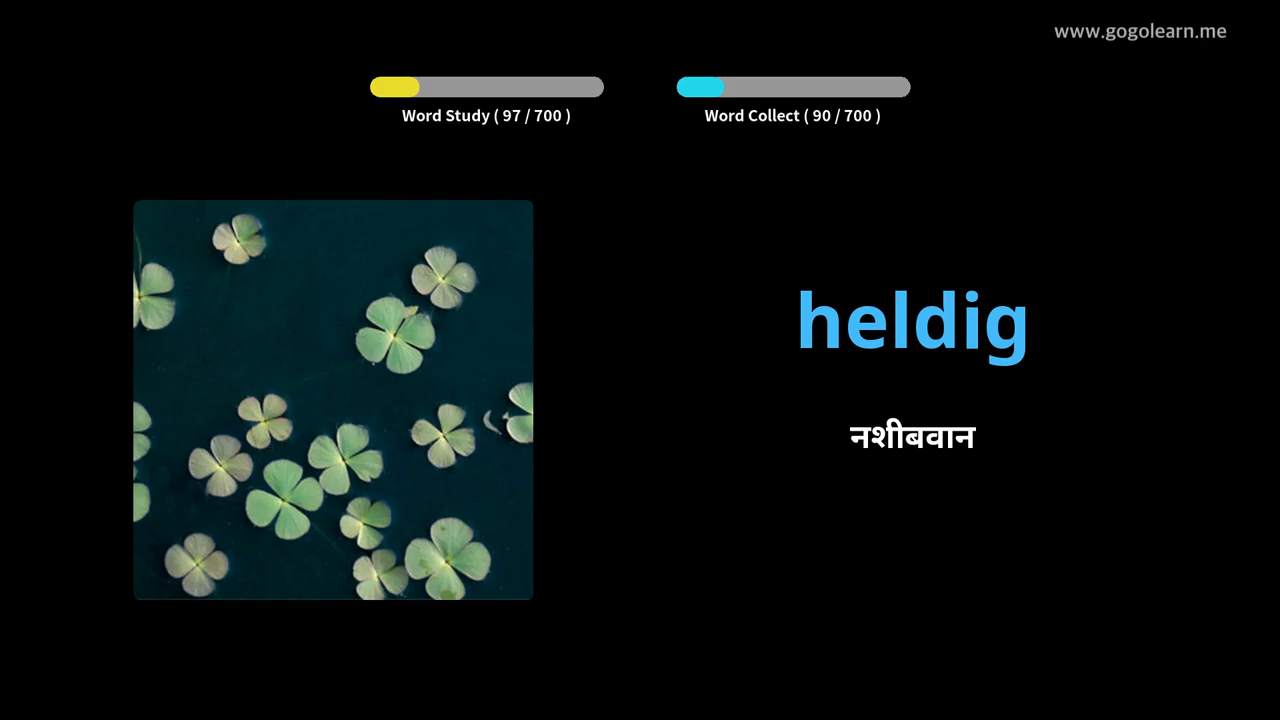 www.gogolearn.me
Word Study ( 97 / 700 )
Word Collect ( 90 / 700 )
heldig
नशीबवान